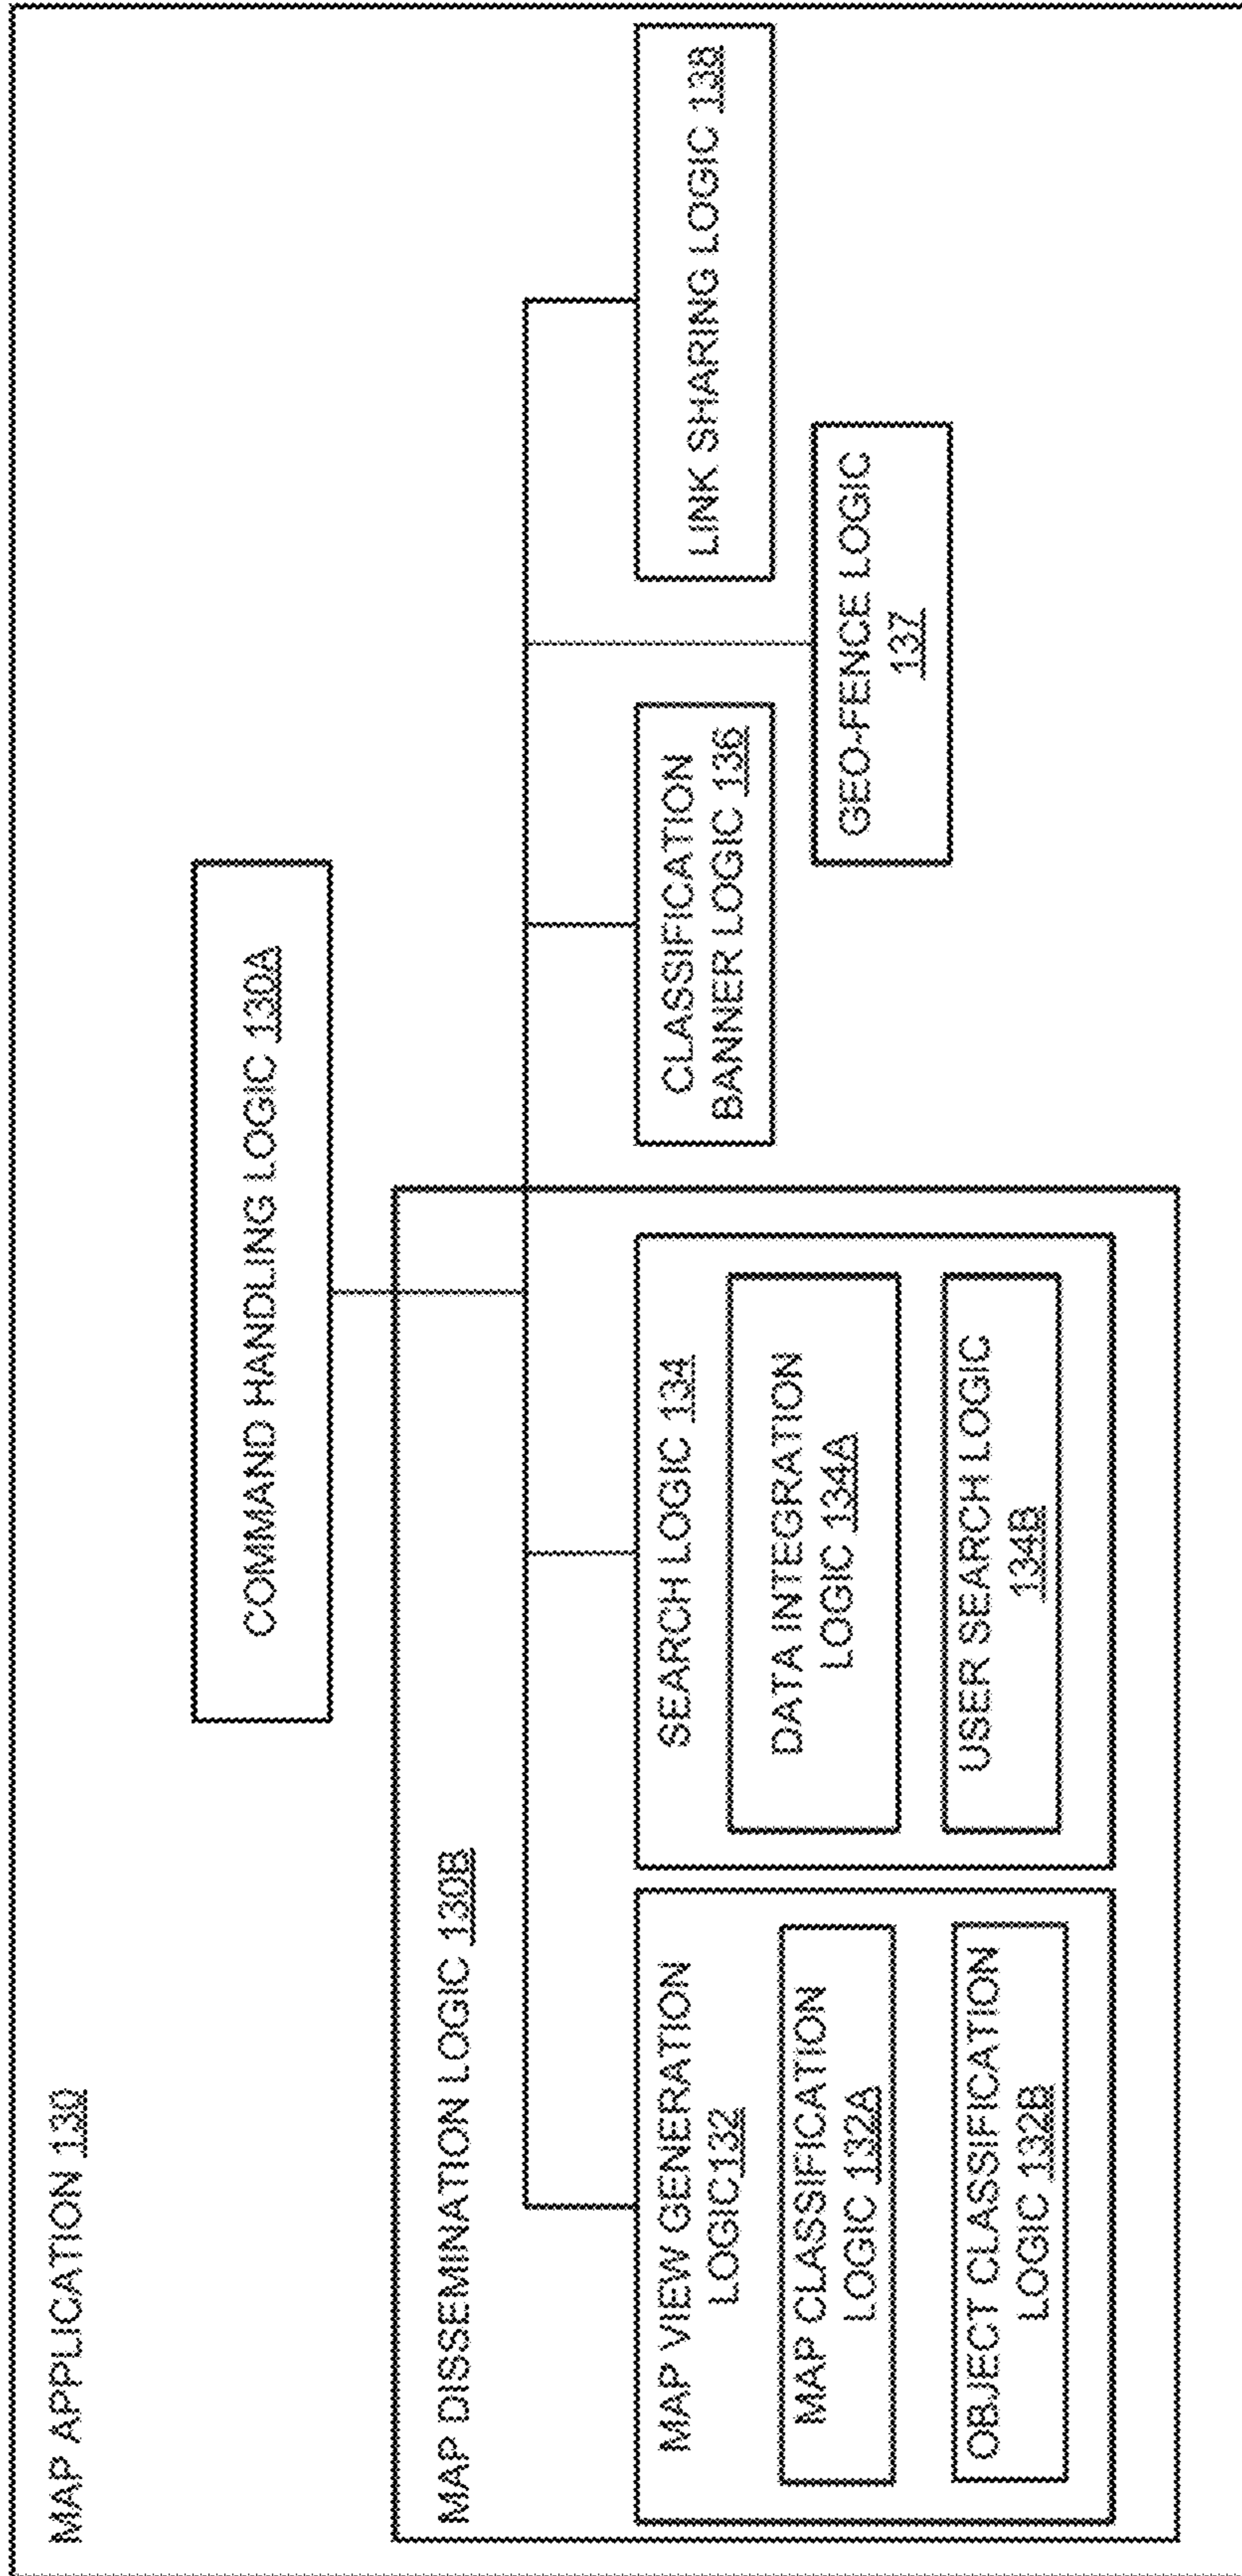 MAP APPLICATION 130
COMMAND HANDLING LOGIC 130A
MAP DISSEMINATION LOGIC 130B
MAP VIEW GENERATION
LOGIC132
MAP CLASSIFICATION
LOGIC 132A
OBJECT CLASSIFICATION
LOGIC 132B
SEARCH LOGIC 134
DATA INTEGRATION
LOGIC 134A
USER SEARCH LOGIC
134B
CLASSIFICATION
BANNER LOGIC 136
GEO-FENCE LOGIC
137
LINK SHARING LOGIC 138